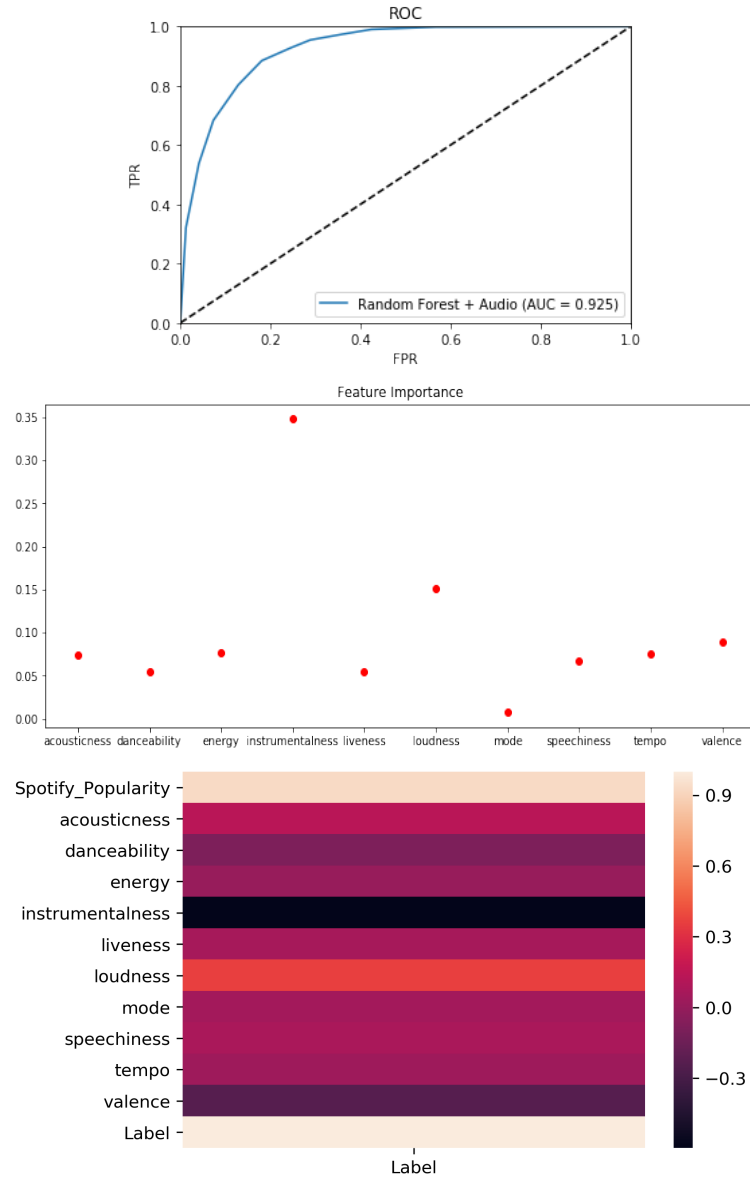 ROC
1.0
0.8
0.6
0.4
0.2
0.0
TPR
Random Forest + Audio (AUC = 0.925)
0.0 0.2 0.4 0.6 0.8 1.0
FPR
Feature Importance
0.35
0.30
0.25
0.20
0.15
0.10
0.05
0.00
acousticness danceability energy instrumentalness liveness loudness mode speechiness tempo valence
Spotify_Popularity
acousticness
danceability
energy
instrumentalness
liveness
loudness
mode
speechiness
tempo
valence
Label
Label
0.9
0.6
0.3
0.0
−0.3